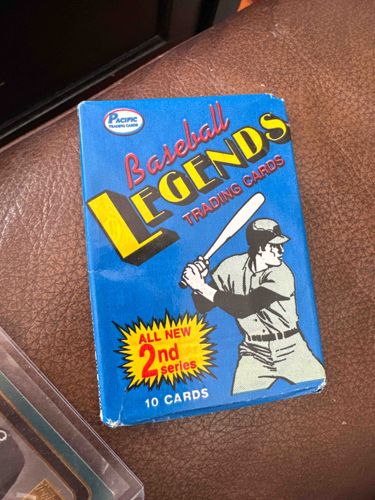 PACIFIC
TRADING CARDS
Baseball
LEGENDS
TRADING CARDS
ALL NEW
2nd
series
10 CARDS